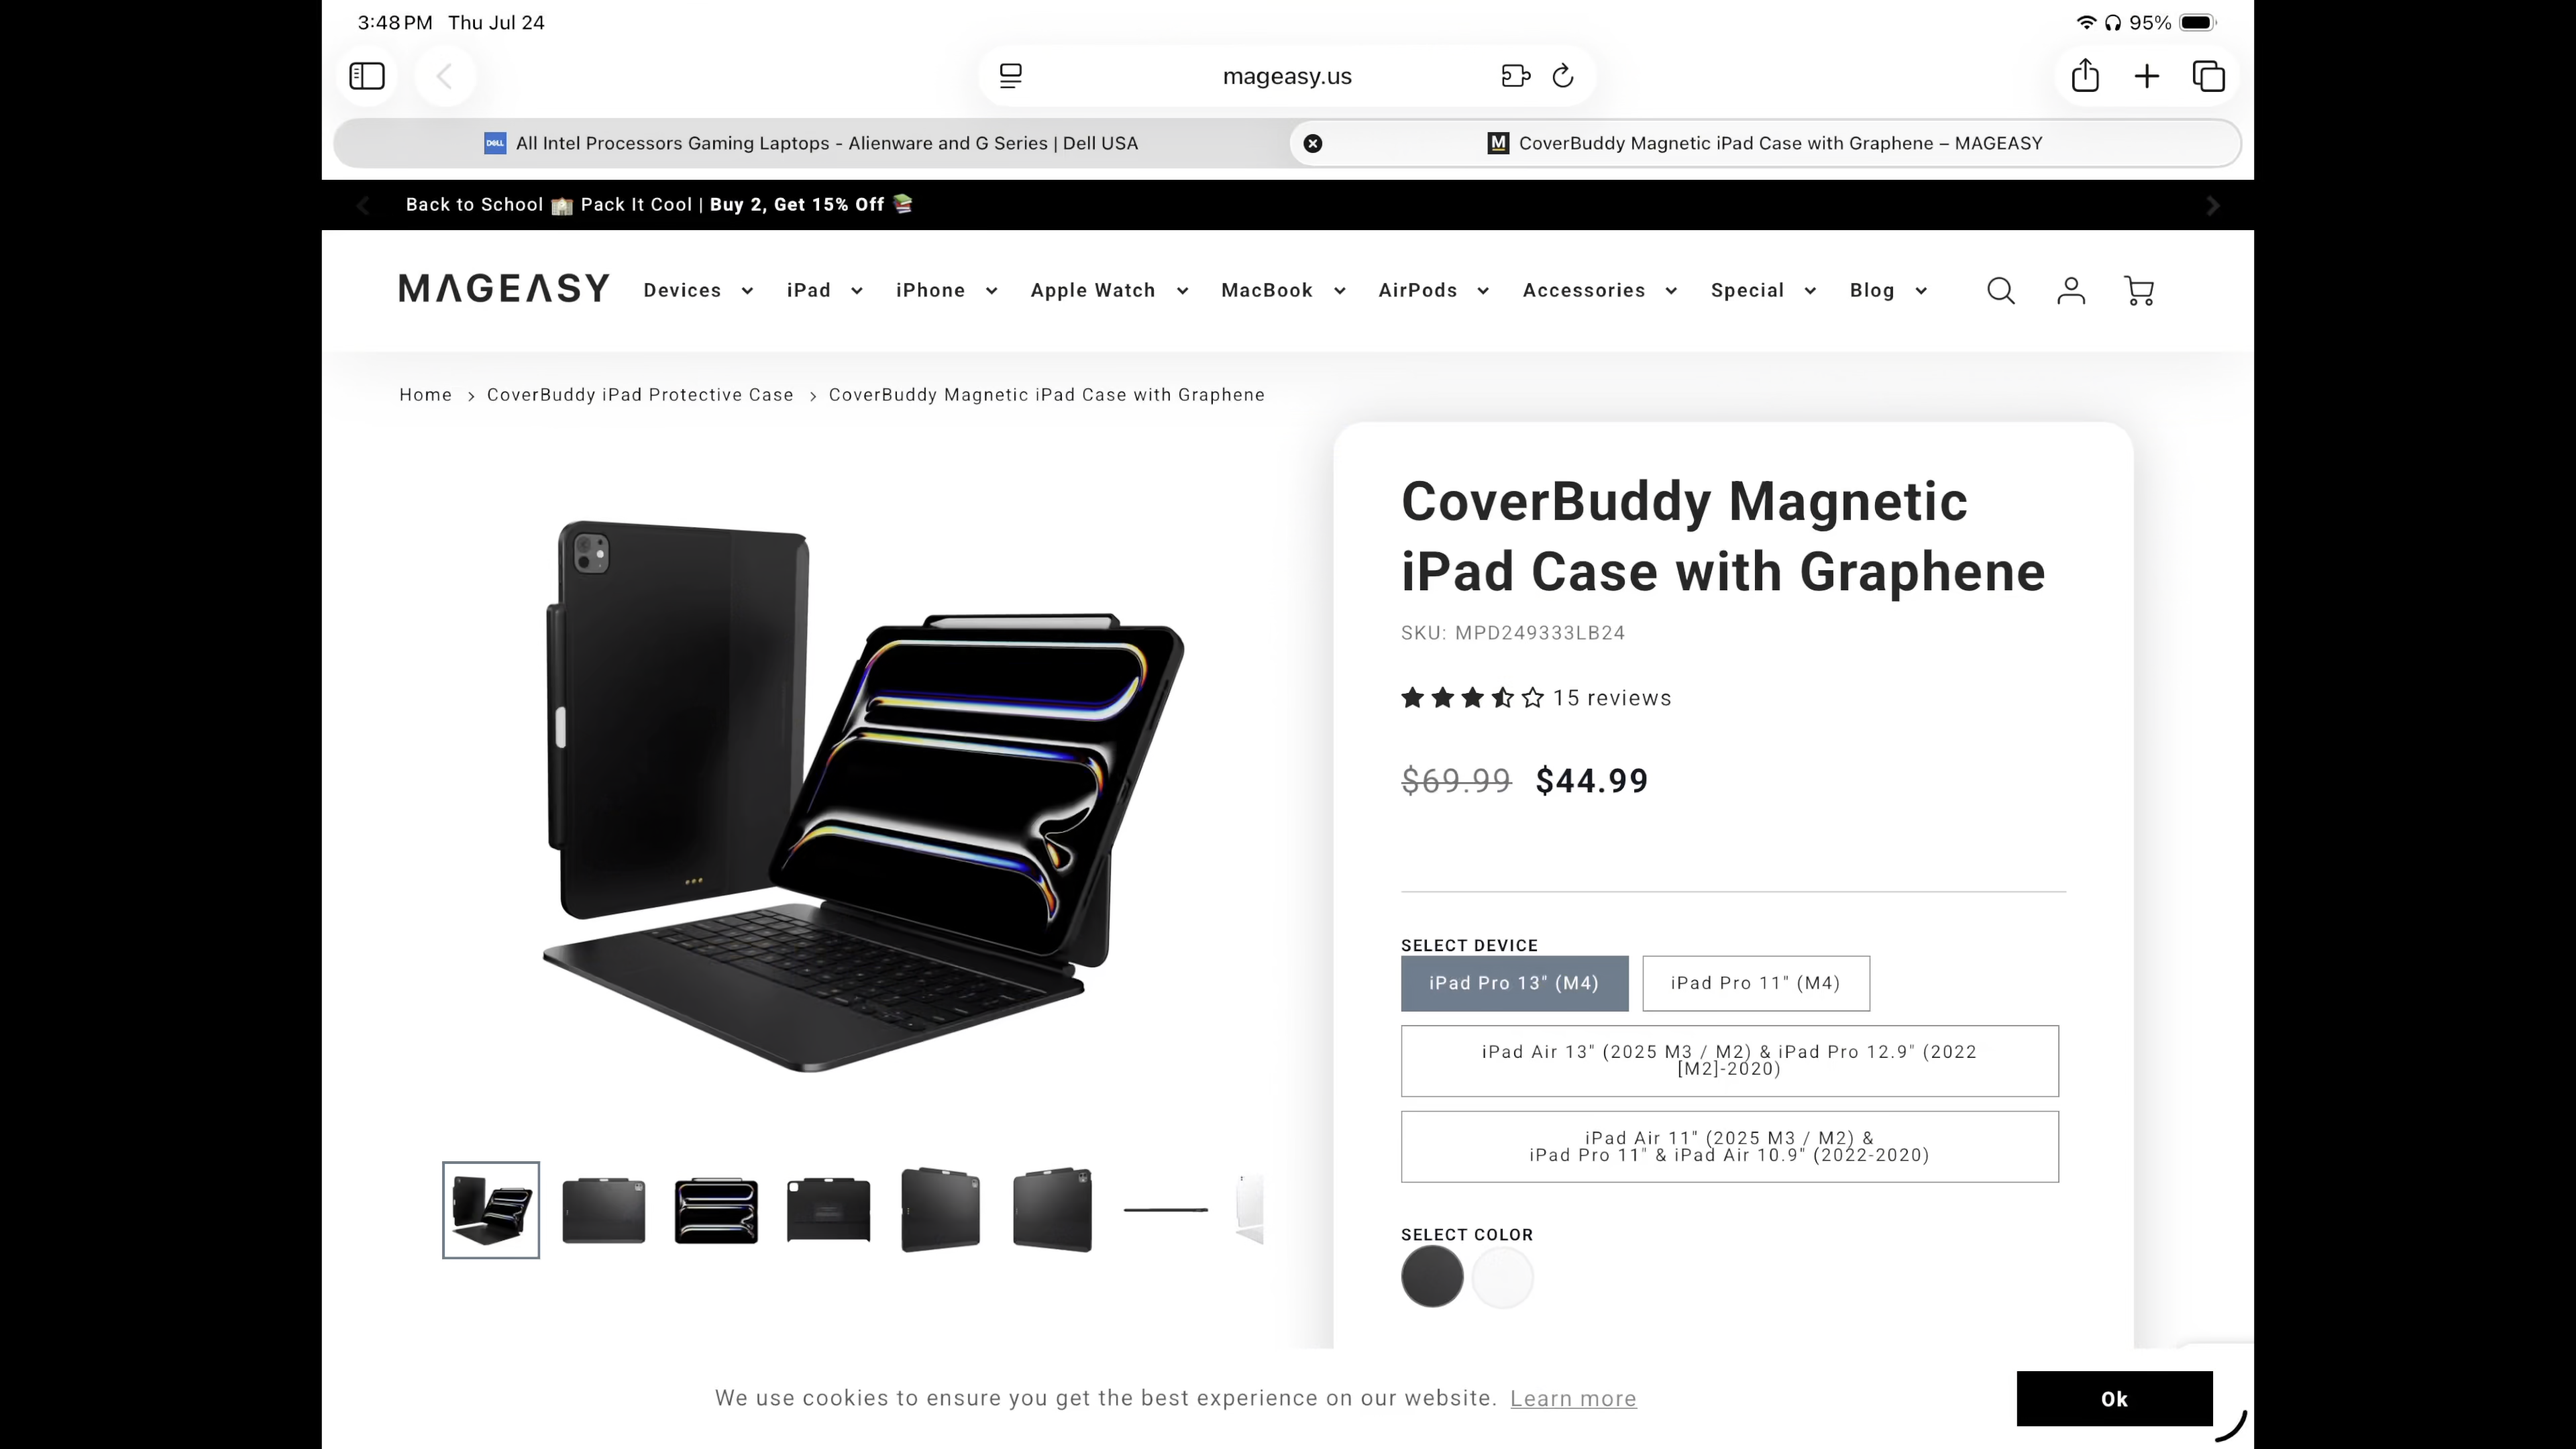 3:48 PM Thu Jul 24
95%
mageasy.us
DELL All Intel Processors Gaming Laptops - Alienware and G Series | Dell USA
M CoverBuddy Magnetic iPad Case with Graphene – MAGEASY
Back to School 🏫 Pack It Cool | Buy 2, Get 15% Off 📚
MAGEASY
Devices
iPad
iPhone
Apple Watch
MacBook
AirPods
Accessories
Special
Blog
Home > CoverBuddy iPad Protective Case > CoverBuddy Magnetic iPad Case with Graphene
CoverBuddy Magnetic
iPad Case with Graphene
SKU: MPD249333LB24
15 reviews
$69.99 $44.99
SELECT DEVICE
iPad Pro 13" (M4)
iPad Pro 11" (M4)
iPad Air 13" (2025 M3 / M2) & iPad Pro 12.9" (2022
[M2]-2020)
iPad Air 11" (2025 M3 / M2) &
iPad Pro 11" & iPad Air 10.9" (2022-2020)
SELECT COLOR
We use cookies to ensure you get the best experience on our website. Learn more
Ok